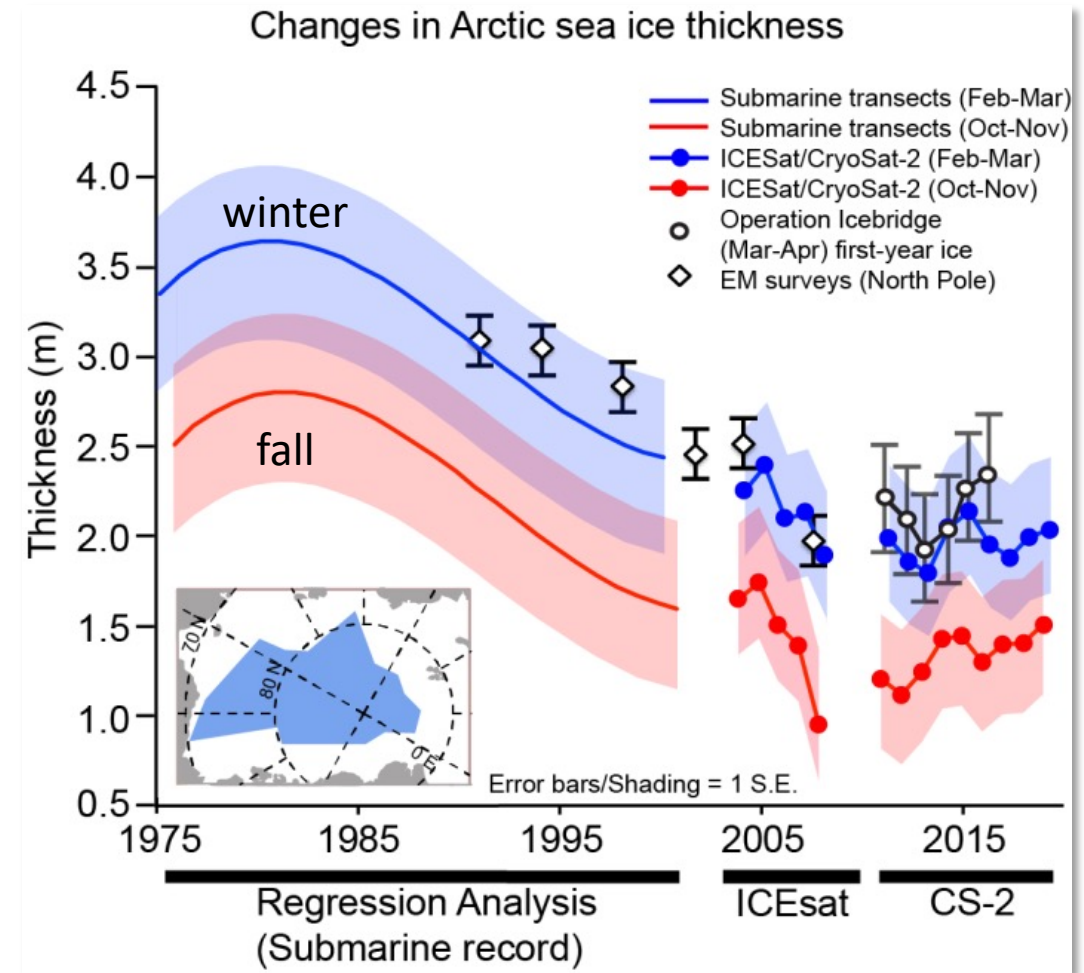 Changes in Arctic sea ice thickness
Submarine transects (Feb-Mar)
Submarine transects (Oct-Nov)
ICESat/CryoSat-2 (Feb-Mar)
ICESat/CryoSat-2 (Oct-Nov)
Operation Icebridge
(Mar-Apr) first-year ice
EM surveys (North Pole)
Thickness (m)
4.5
4.0
3.5
3.0
2.5
2.0
1.5
1.0
0.5
winter
fall
70 N
80 N
0 E
Error bars/Shading = 1 S.E.
1975
1985
1995
2005
2015
Regression Analysis
(Submarine record)
ICEsat
CS-2